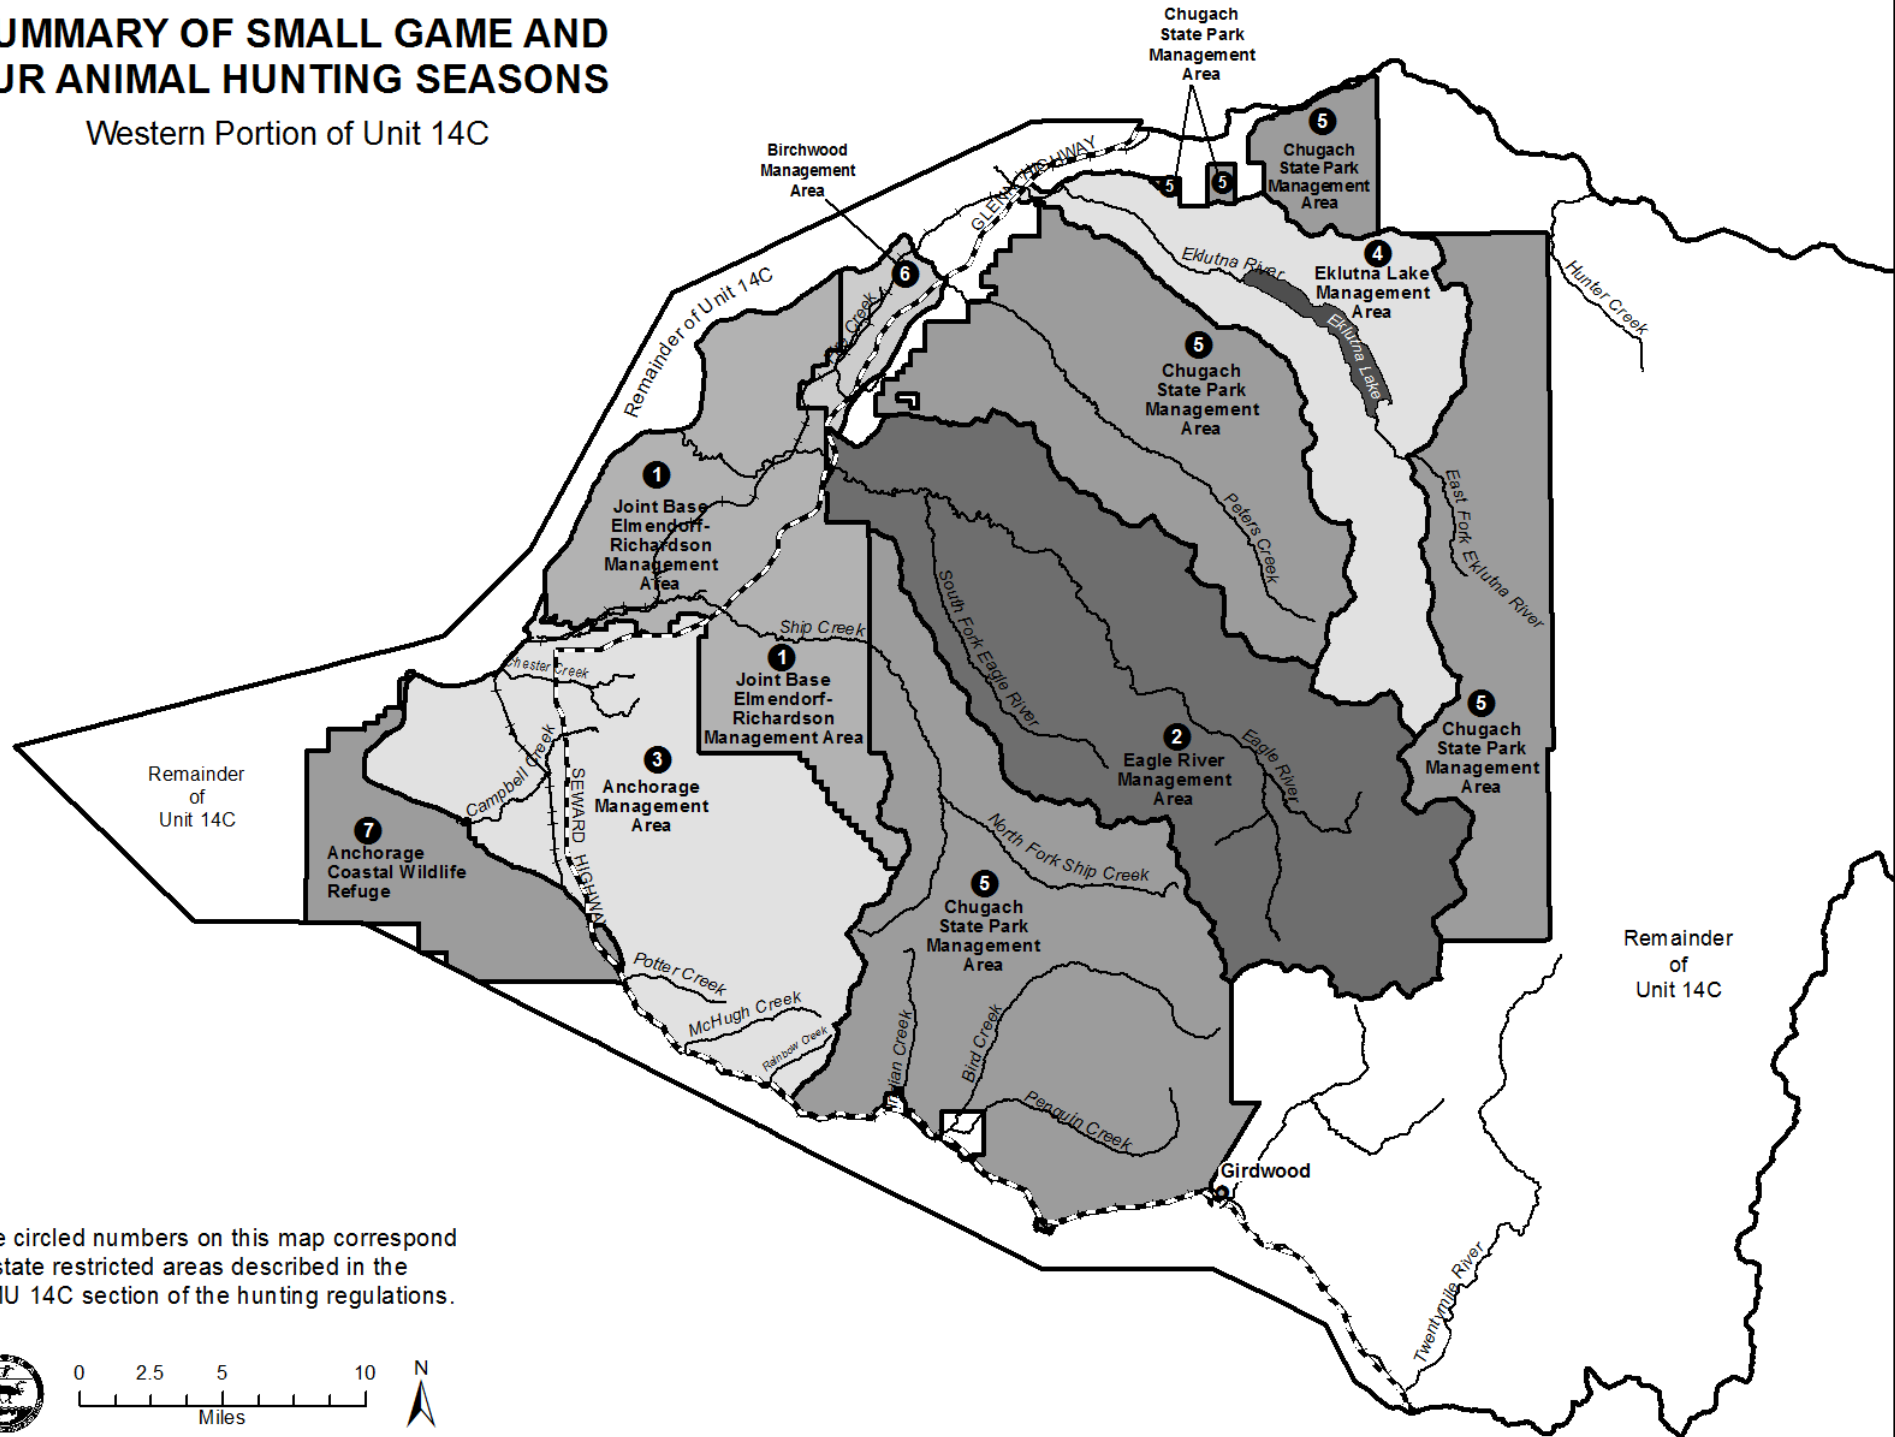 UMMARY OF SMALL GAME AND
UR ANIMAL HUNTING SEASONS
Western Portion of Unit 14C
Chugach
State Park
Management
Area
Birchwood
Management
Area
5
Chugach
State Park
Management
Area
5
5
GLENN HIGHWAY
Remainder of Unit 14C
6
Creek
Eklutna River
4
Eklutna Lake
Management
Area
Eklutna Lake
Hunter Creek
5
Chugach
State Park
Management
Area
Peters Creek
East Fork Eklutna River
1
Joint Base
Elmendorf-
Richardson
Management
Area
Ship Creek
1
Joint Base
Elmendorf-
Richardson
Management Area
South Fork Eagle River
Chester Creek
Campbell Creek
SEWARD HIGHWAY
3
Anchorage
Management
Area
2
Eagle River
Management
Area
Eagle River
5
Chugach
State Park
Management
Area
Remainder
of
Unit 14C
7
Anchorage
Coastal Wildlife
Refuge
North Fork Ship Creek
5
Chugach
State Park
Management
Area
Remainder
of
Unit 14C
Potter Creek
McHugh Creek
Rainbow Creek
Indian Creek
Bird Creek
Penguin Creek
Girdwood
Twentymile River
e circled numbers on this map correspond
state restricted areas described in the
MU 14C section of the hunting regulations.
0 2.5 5 10
Miles
N